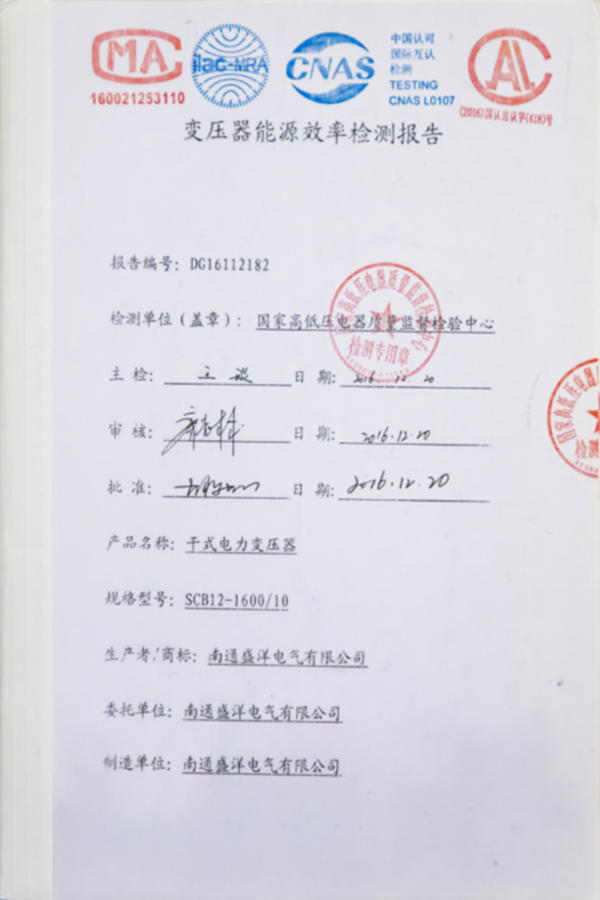 CMA
160021253110
ilac-MRA
CNAS
中国认可
国际互认
检测
TESTING
CNAS L0107
CAL
(2016)国认监认字(418)号
变压器能源效率检测报告
报告编号：DG16112182
检测单位（盖章）：国家高低压电器质量监督检验中心
检测专用章
主检： 日期：2016.12.20
审核： 日期：2016.12.20
批准： 日期：2016.12.20
产品名称：干式电力变压器
规格型号：SCB12-1600/10
生产者/商标：南通盛洋电气有限公司
委托单位：南通盛洋电气有限公司
制造单位：南通盛洋电气有限公司